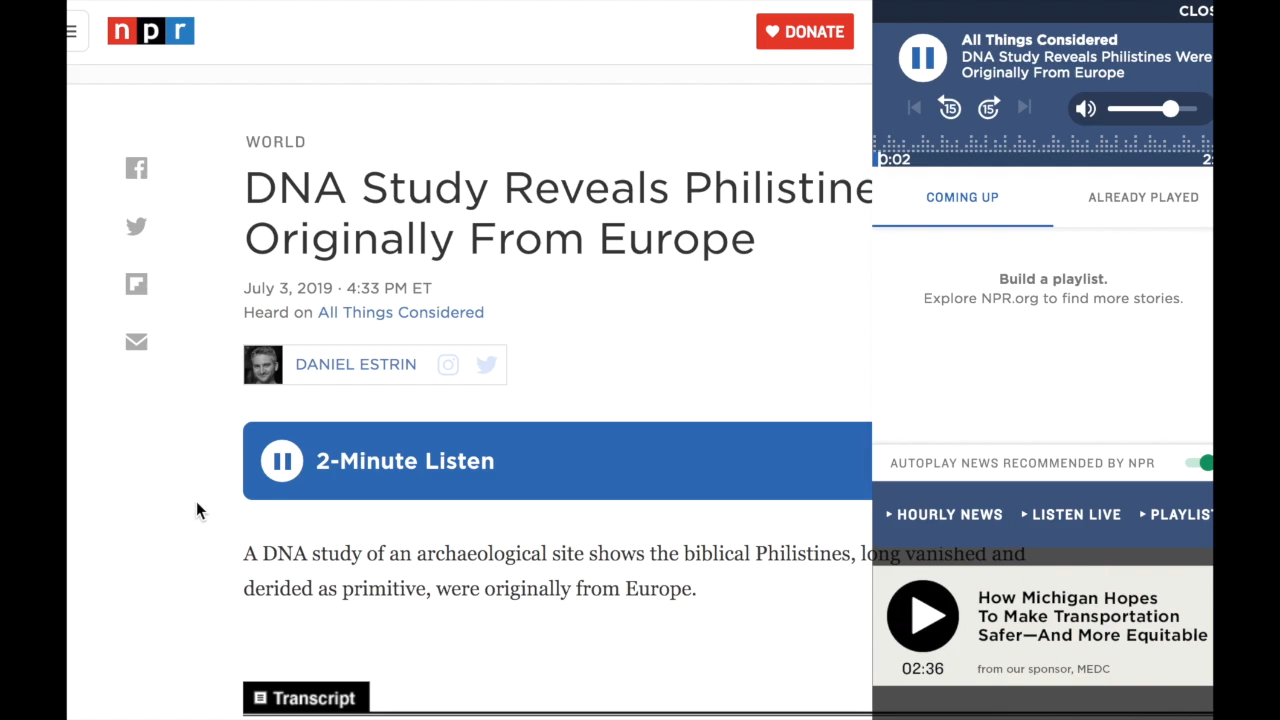 npr
DONATE
WORLD
DNA Study Reveals Philistine
Originally From Europe
July 3, 2019 · 4:33 PM ET
Heard on All Things Considered
DANIEL ESTRIN
2-Minute Listen
A DNA study of an archaeological site shows the biblical Philistines, long vanished and
derided as primitive, were originally from Europe.
Transcript
CLOS
All Things Considered
DNA Study Reveals Philistines Were
Originally From Europe
15 15
0:02 2:
COMING UP ALREADY PLAYED
Build a playlist.
Explore NPR.org to find more stories.
AUTOPLAY NEWS RECOMMENDED BY NPR
HOURLY NEWS LISTEN LIVE PLAYLIS
How Michigan Hopes
To Make Transportation
Safer—And More Equitable
02:36 from our sponsor, MEDC